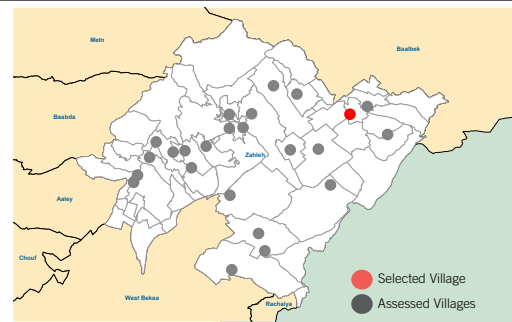 Metn
Baalbek
Baabda
Zahleh
Aaley
Chouf
West Bekaa
Rachaiya
Selected Village
Assessed Villages